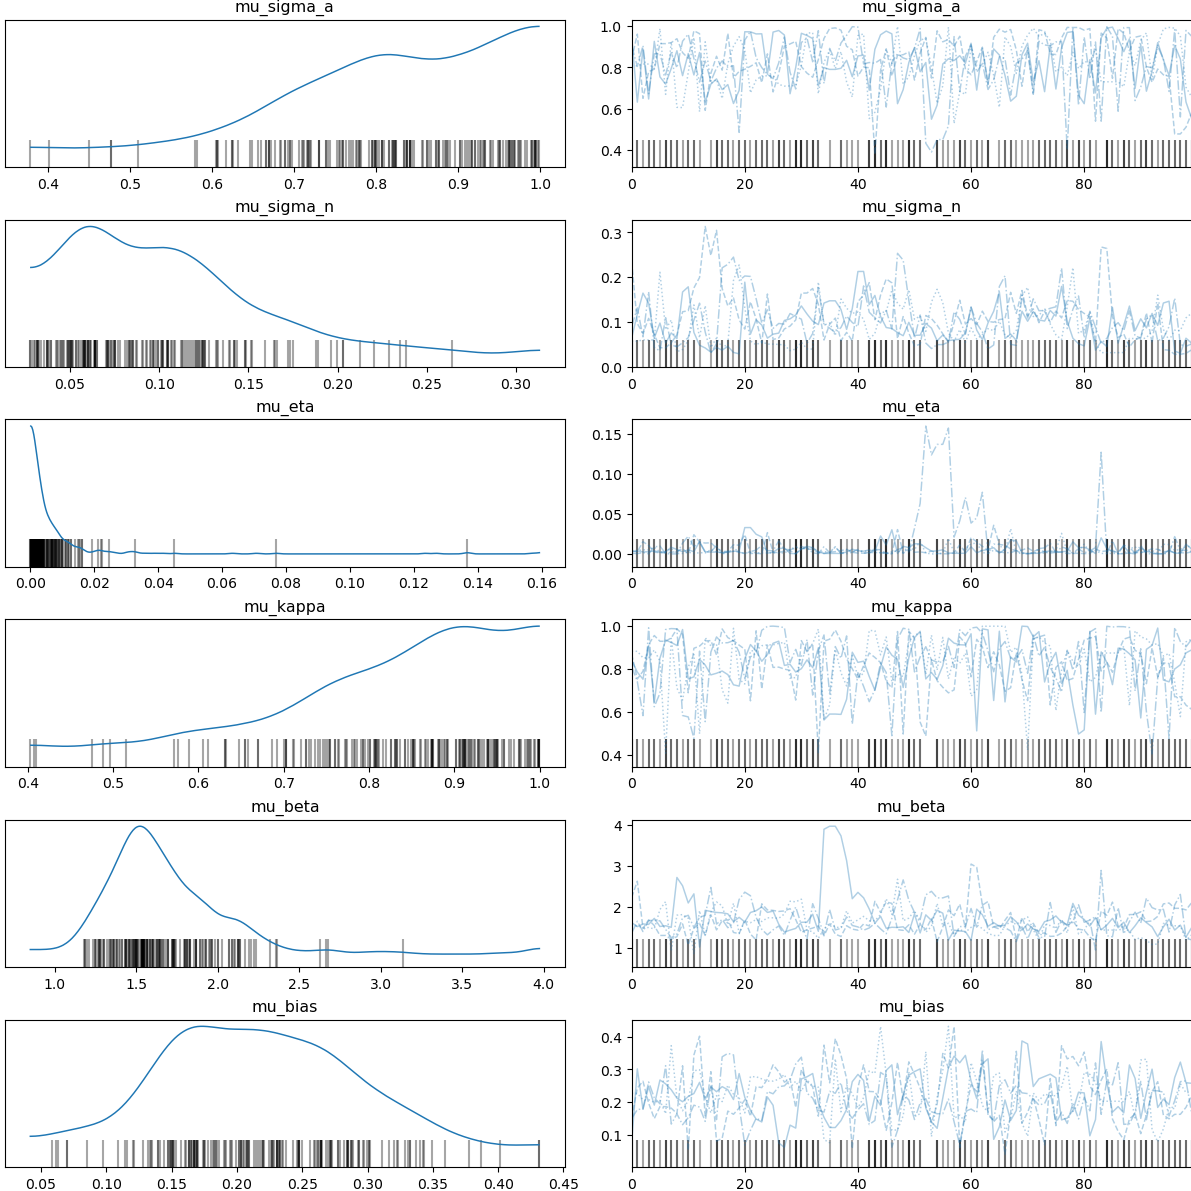 mu_sigma_a mu_sigma_a
1.0
0.8
0.6
0.4
0.4 0.5 0.6 0.7 0.8 0.9 1.0 0 20 40 60 80
mu_sigma_n mu_sigma_n
0.3
0.2
0.1
0.0
0.05 0.10 0.15 0.20 0.25 0.30 0 20 40 60 80
mu_eta mu_eta
0.15
0.10
0.05
0.00
0.00 0.02 0.04 0.06 0.08 0.10 0.12 0.14 0.16 0 20 40 60 80
mu_kappa mu_kappa
1.0
0.8
0.6
0.4
0.4 0.5 0.6 0.7 0.8 0.9 1.0 0 20 40 60 80
mu_beta mu_beta
4
3
2
1
1.0 1.5 2.0 2.5 3.0 3.5 4.0 0 20 40 60 80
mu_bias mu_bias
0.4
0.3
0.2
0.1
0.05 0.10 0.15 0.20 0.25 0.30 0.35 0.40 0.45 0 20 40 60 80